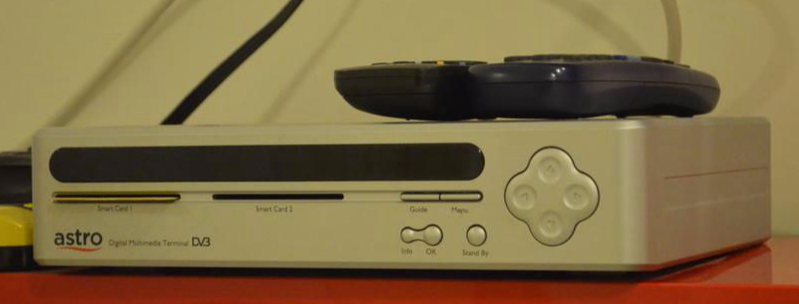 Smart Card 1
Smart Card 2
Guide
Menu
astro
Digital Multimedia Terminal DVB
Info
OK
Stand By